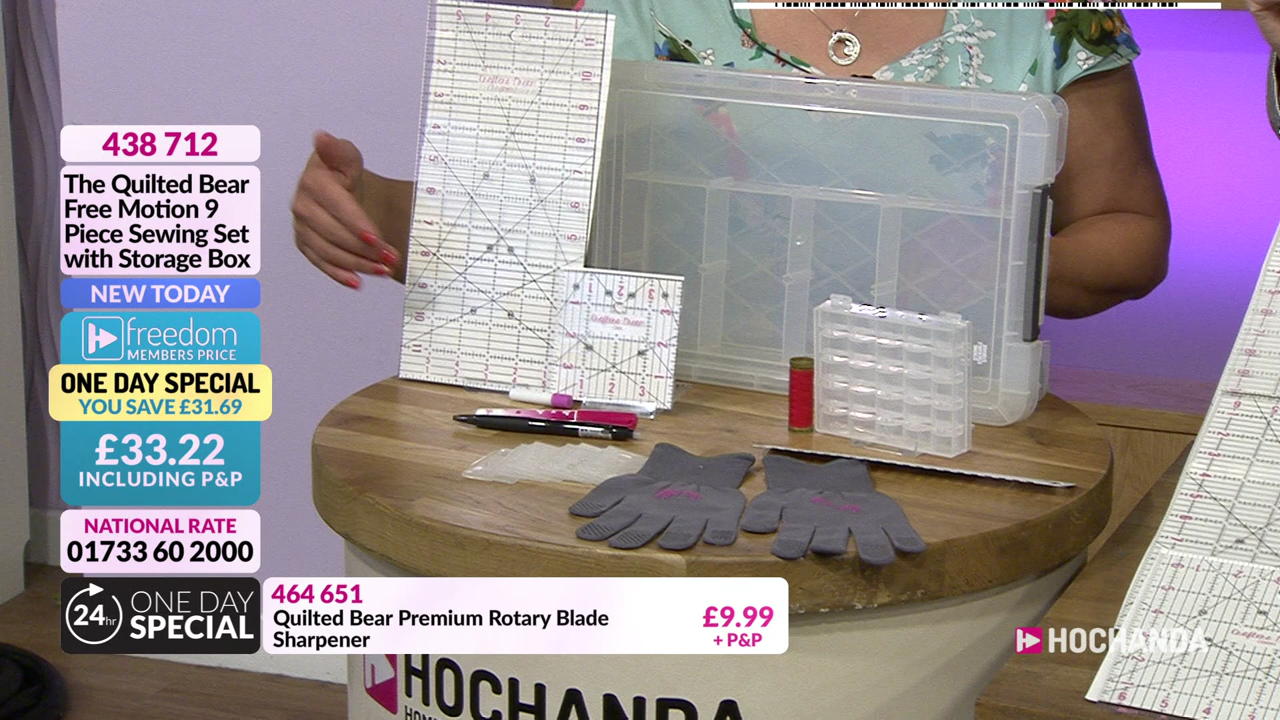 438 712
The Quilted Bear
Free Motion 9
Piece Sewing Set
with Storage Box
NEW TODAY
freedom
MEMBERS PRICE
ONE DAY SPECIAL
YOU SAVE £31.69
£33.22
INCLUDING P&P
NATIONAL RATE
01733 60 2000
24hr
ONE DAY
SPECIAL
464 651
Quilted Bear Premium Rotary Blade
Sharpener
£9.99
+ P&P
HOCHANDA
HOCHANDA